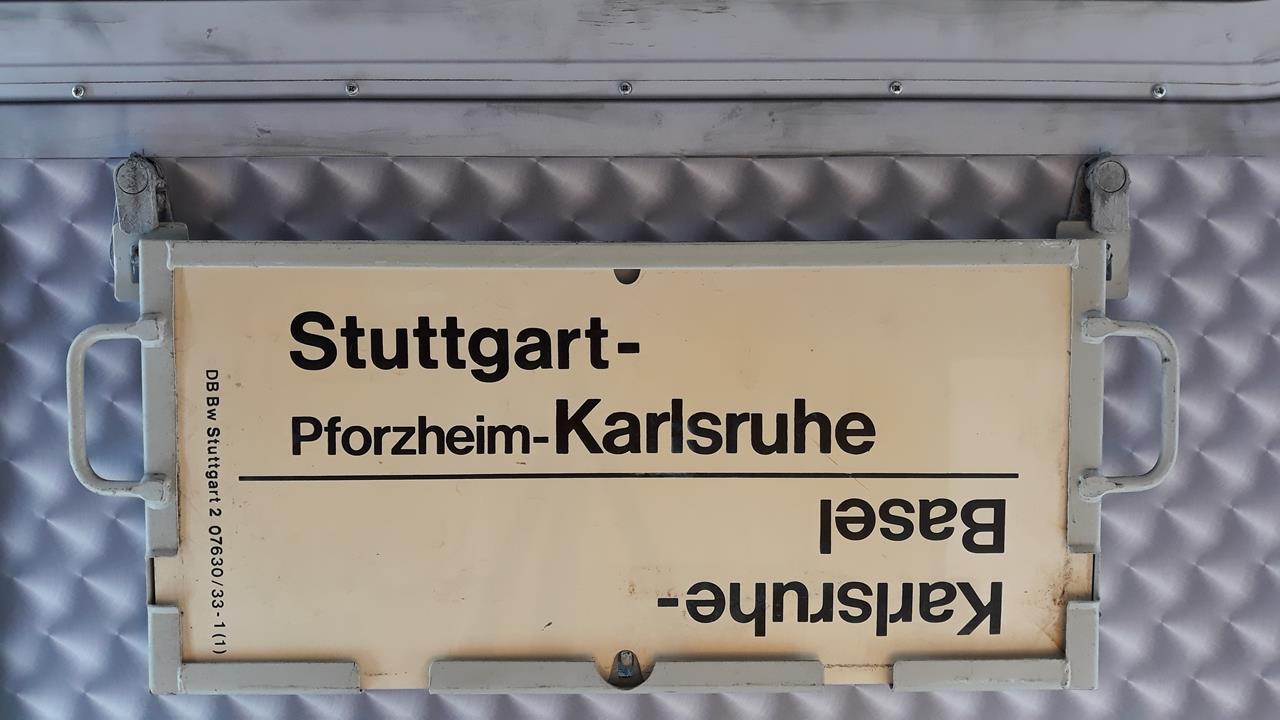 Stuttgart-
Pforzheim-Karlsruhe
Karlsruhe-
Basel
DB Bw Stuttgart 2 07630/33-1 (1)